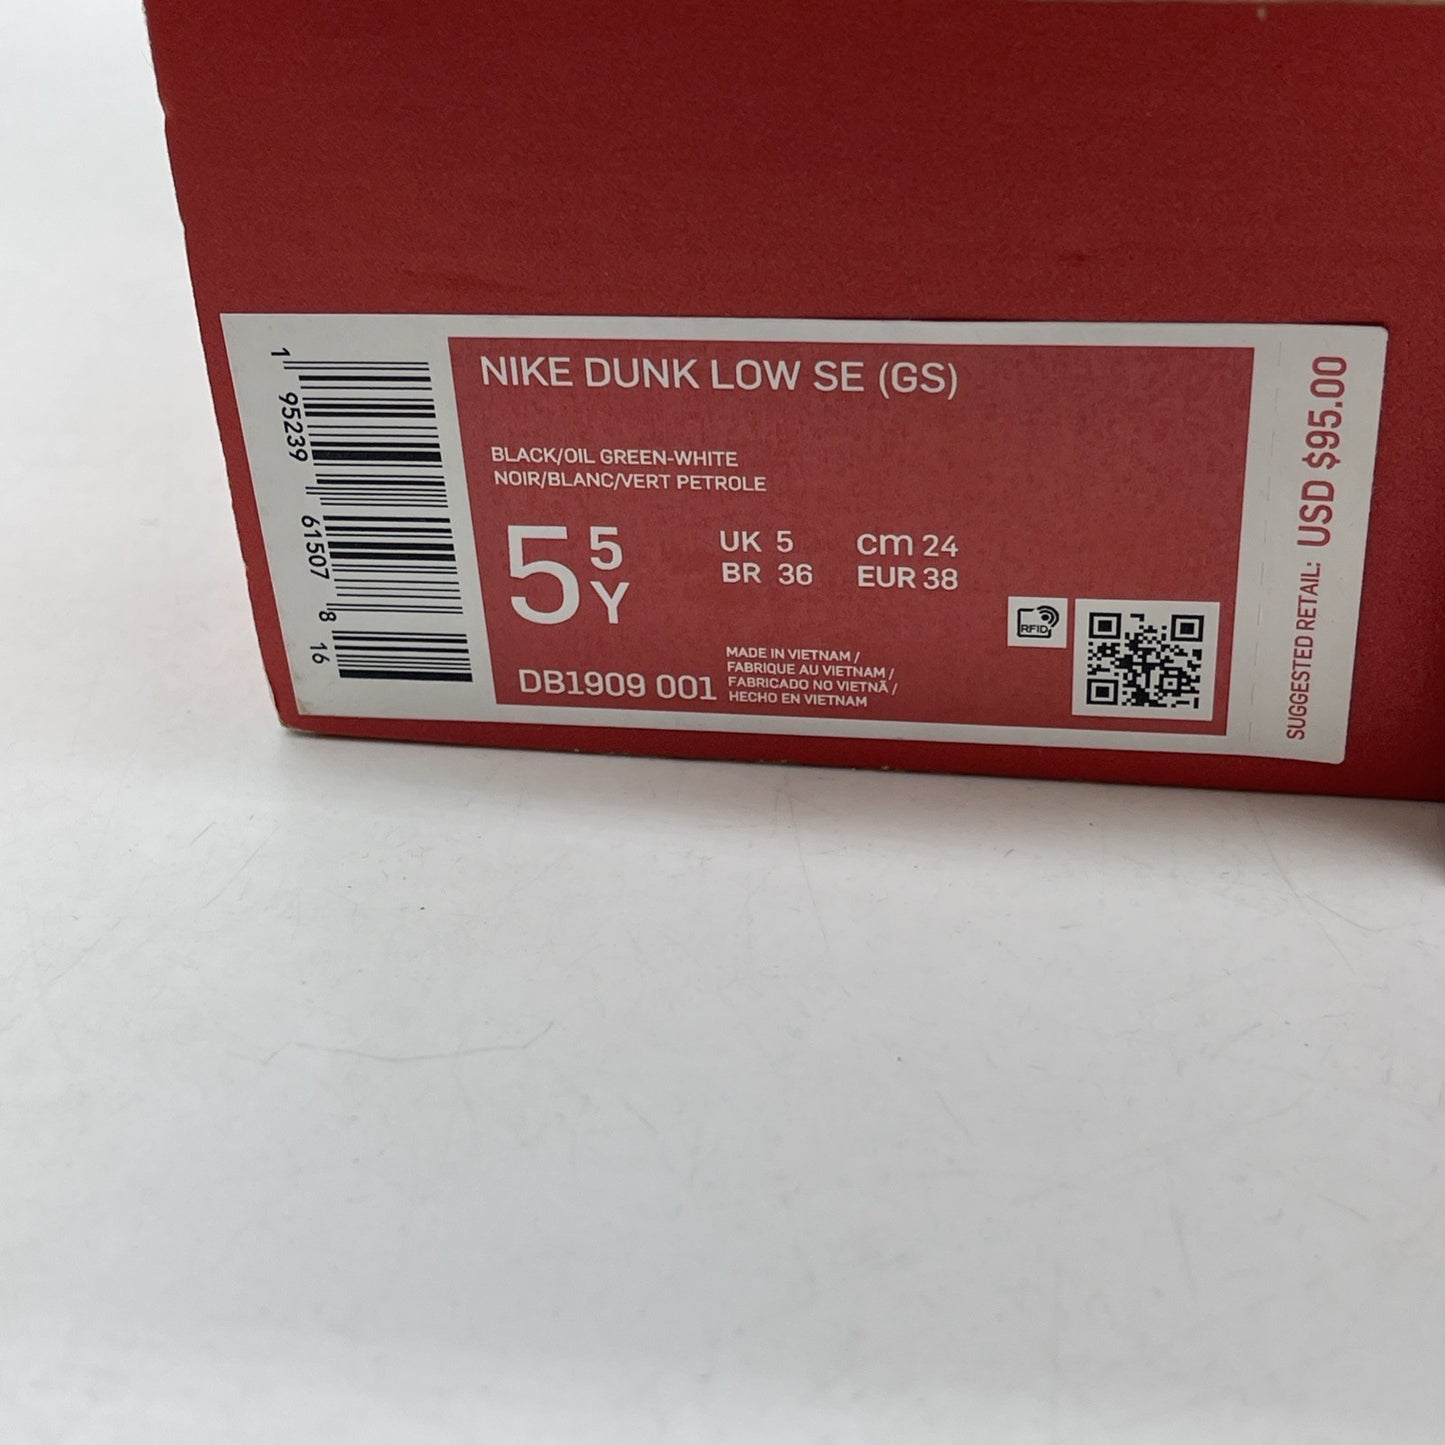 NIKE DUNK LOW SE (GS)
BLACK/OIL GREEN-WHITE
NOIR/BLANC/VERT PETROLE
5 5 Y
UK 5 cm 24
BR 36 EUR 38
DB1909 001
MADE IN VIETNAM /
FABRIQUE AU VIETNAM /
FABRICADO NO VIETNÃ /
HECHO EN VIETNAM
RFID
1 95239 61507 8 16
SUGGESTED RETAIL: USD $95.00